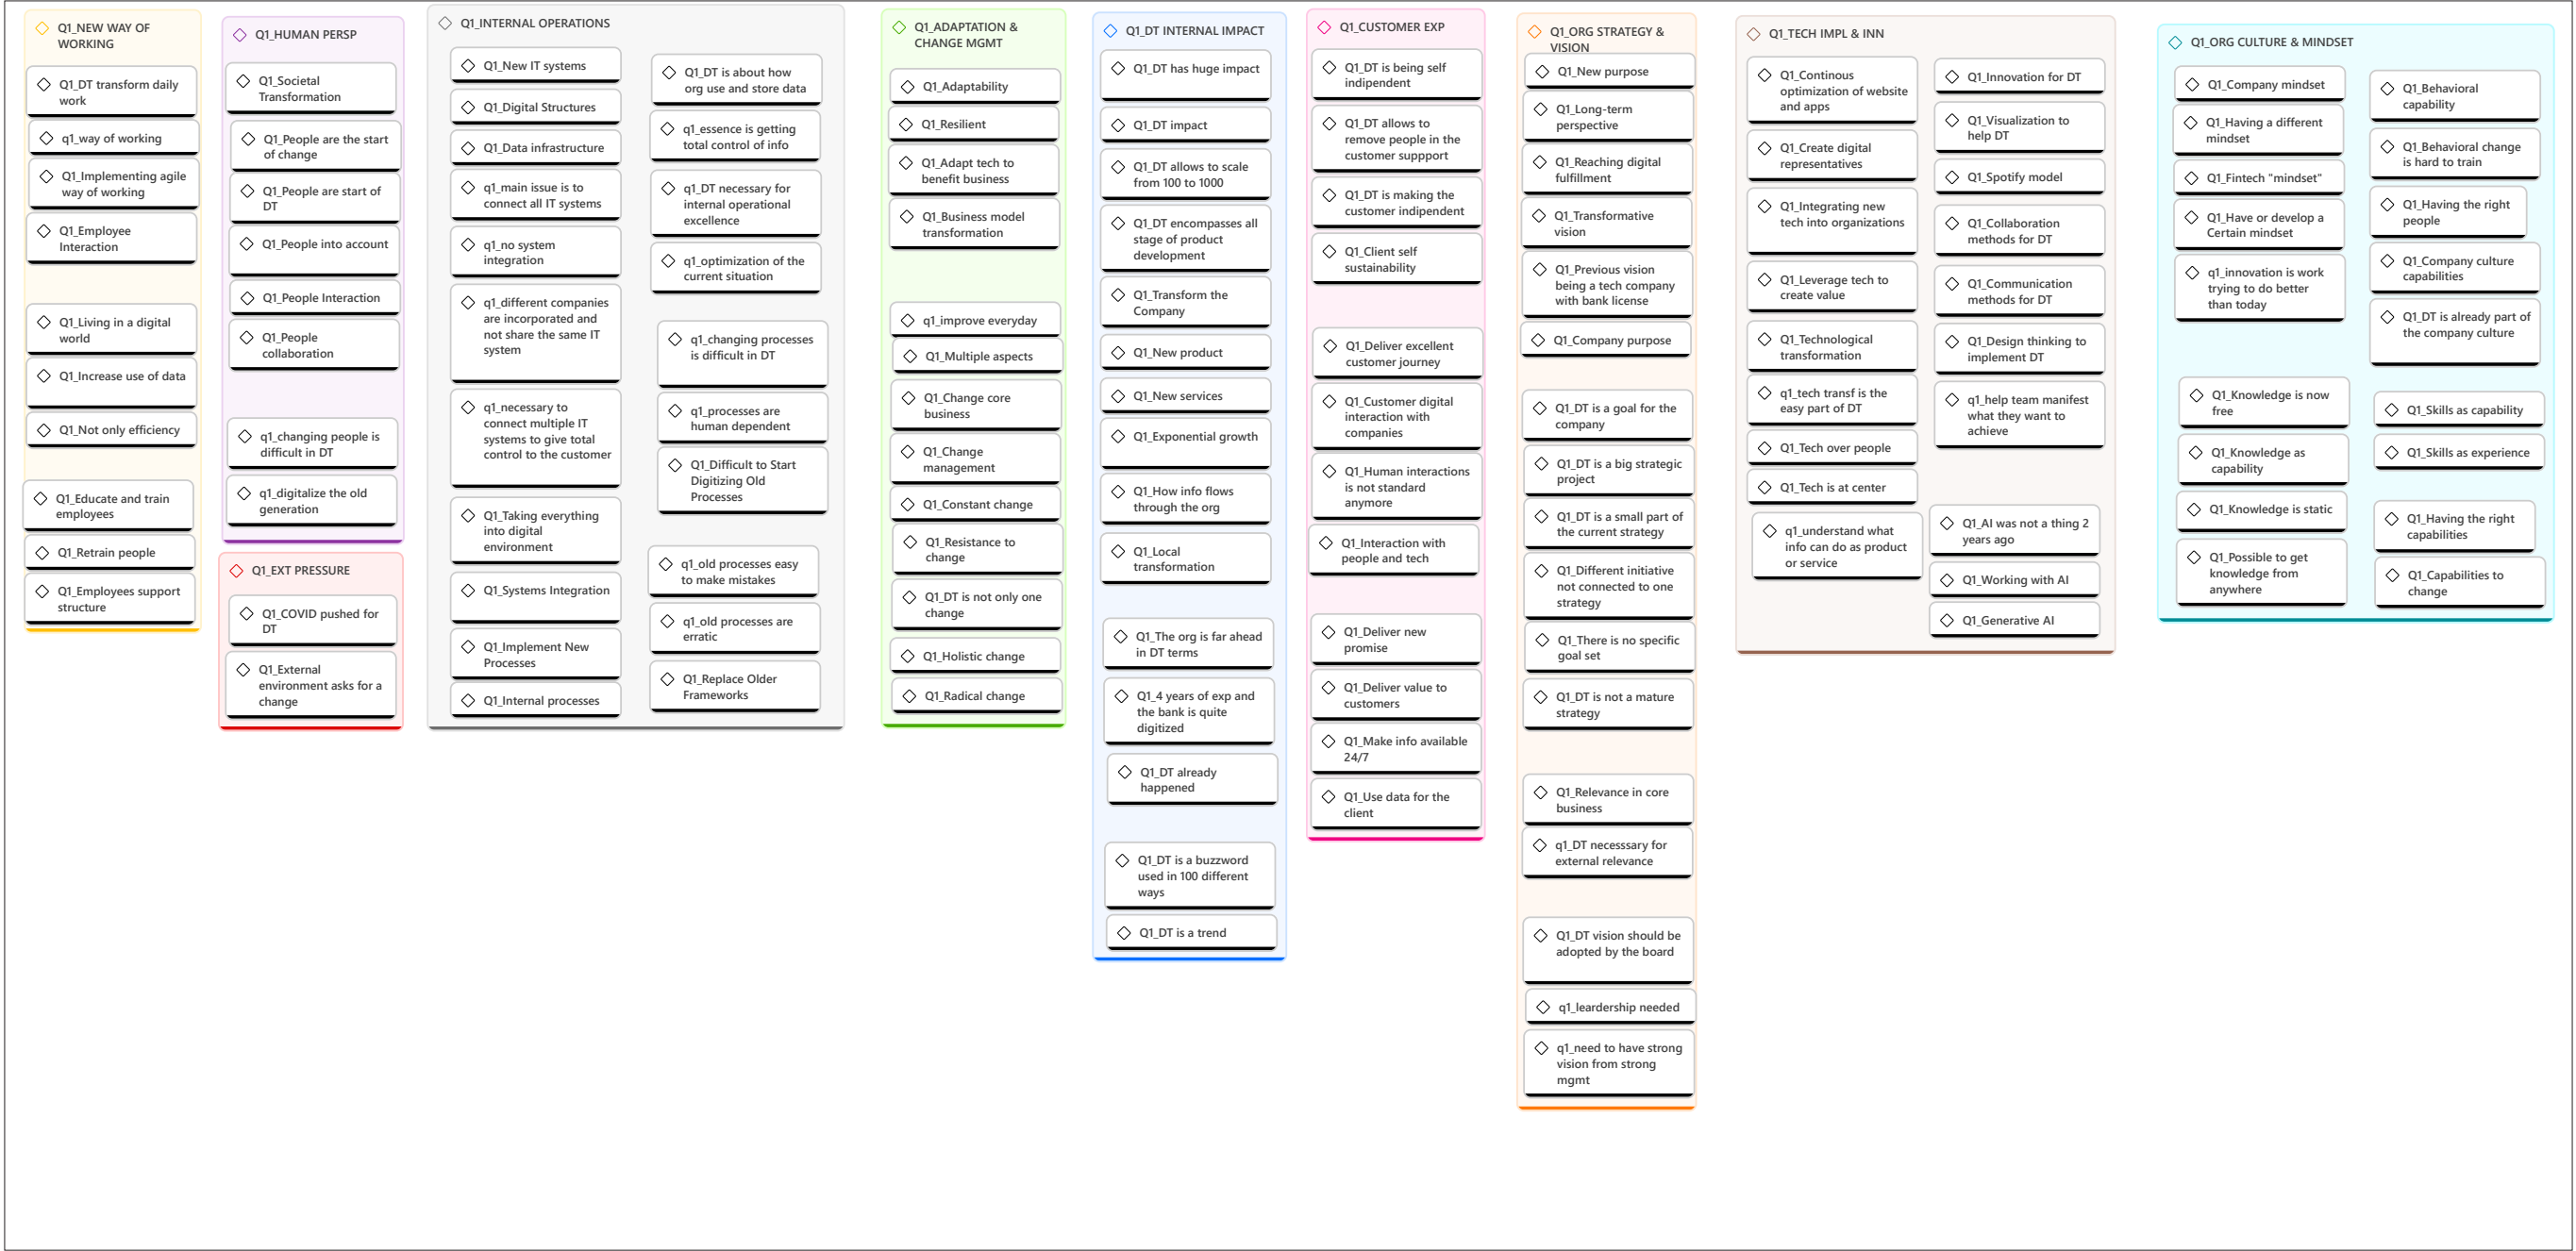 Q1_NEW WAY OF
WORKING
Q1_DT transform daily
work
q1_way of working
Q1_Implementing agile
way of working
Q1_Employee
Interaction
Q1_Living in a digital
world
Q1_Increase use of data
Q1_Not only efficiency
Q1_Educate and train
employees
Q1_Retrain people
Q1_Employees support
structure
Q1_HUMAN PERSP
Q1_Societal
Transformation
Q1_People are the start
of change
Q1_People are start of
DT
Q1_People into account
Q1_People Interaction
Q1_People
collaboration
q1_changing people is
difficult in DT
q1_digitalize the old
generation
Q1_EXT PRESSURE
Q1_COVID pushed for
DT
Q1_External
environment asks for a
change
Q1_INTERNAL OPERATIONS
Q1_New IT systems
Q1_Digital Structures
Q1_Data infrastructure
q1_main issue is to
connect all IT systems
q1_no system
integration
q1_different companies
are incorporated and
not share the same IT
system
q1_necessary to
connect multiple IT
systems to give total
control to the customer
Q1_Taking everything
into digital
environment
Q1_Systems Integration
Q1_Implement New
Processes
Q1_Internal processes
Q1_DT is about how
org use and store data
q1_essence is getting
total control of info
q1_DT necessary for
internal operational
excellence
q1_optimization of the
current situation
q1_changing processes
is difficult in DT
q1_processes are
human dependent
Q1_Difficult to Start
Digitizing Old
Processes
q1_old processes easy
to make mistakes
q1_old processes are
erratic
Q1_Replace Older
Frameworks
Q1_ADAPTATION &
CHANGE MGMT
Q1_Adaptability
Q1_Resilient
Q1_Adapt tech to
benefit business
Q1_Business model
transformation
q1_improve everyday
Q1_Multiple aspects
Q1_Change core
business
Q1_Change
management
Q1_Constant change
Q1_Resistance to
change
Q1_DT is not only one
change
Q1_Holistic change
Q1_Radical change
Q1_DT INTERNAL IMPACT
Q1_DT has huge impact
Q1_DT impact
Q1_DT allows to scale
from 100 to 1000
Q1_DT encompasses all
stage of product
development
Q1_Transform the
Company
Q1_New product
Q1_New services
Q1_Exponential growth
Q1_How info flows
through the org
Q1_Local
transformation
Q1_The org is far ahead
in DT terms
Q1_4 years of exp and
the bank is quite
digitized
Q1_DT already
happened
Q1_DT is a buzzword
used in 100 different
ways
Q1_DT is a trend
Q1_CUSTOMER EXP
Q1_DT is being self
indipendent
Q1_DT allows to
remove people in the
customer suppport
Q1_DT is making the
customer indipendent
Q1_Client self
sustainability
Q1_Deliver excellent
customer journey
Q1_Customer digital
interaction with
companies
Q1_Human interactions
is not standard
anymore
Q1_Interaction with
people and tech
Q1_Deliver new
promise
Q1_Deliver value to
customers
Q1_Make info available
24/7
Q1_Use data for the
client
Q1_ORG STRATEGY &
VISION
Q1_New purpose
Q1_Long-term
perspective
Q1_Reaching digital
fulfillment
Q1_Transformative
vision
Q1_Previous vision
being a tech company
with bank license
Q1_Company purpose
Q1_DT is a goal for the
company
Q1_DT is a big strategic
project
Q1_DT is a small part of
the current strategy
Q1_Different initiative
not connected to one
strategy
Q1_There is no specific
goal set
Q1_DT is not a mature
strategy
Q1_Relevance in core
business
q1_DT necesssary for
external relevance
Q1_DT vision should be
adopted by the board
q1_leardership needed
q1_need to have strong
vision from strong
mgmt
Q1_TECH IMPL & INN
Q1_Continous
optimization of website
and apps
Q1_Create digital
representatives
Q1_Integrating new
tech into organizations
Q1_Leverage tech to
create value
Q1_Technological
transformation
q1_tech transf is the
easy part of DT
Q1_Tech over people
Q1_Tech is at center
q1_understand what
info can do as product
or service
Q1_Innovation for DT
Q1_Visualization to
help DT
Q1_Spotify model
Q1_Collaboration
methods for DT
Q1_Communication
methods for DT
Q1_Design thinking to
implement DT
q1_help team manifest
what they want to
achieve
Q1_AI was not a thing 2
years ago
Q1_Working with AI
Q1_Generative AI
Q1_ORG CULTURE & MINDSET
Q1_Company mindset
Q1_Having a different
mindset
Q1_Fintech "mindset"
Q1_Have or develop a
Certain mindset
q1_innovation is work
trying to do better
than today
Q1_Knowledge is now
free
Q1_Knowledge as
capability
Q1_Knowledge is static
Q1_Possible to get
knowledge from
anywhere
Q1_Behavioral
capability
Q1_Behavioral change
is hard to train
Q1_Having the right
people
Q1_Company culture
capabilities
Q1_DT is already part of
the company culture
Q1_Skills as capability
Q1_Skills as experience
Q1_Having the right
capabilities
Q1_Capabilities to
change